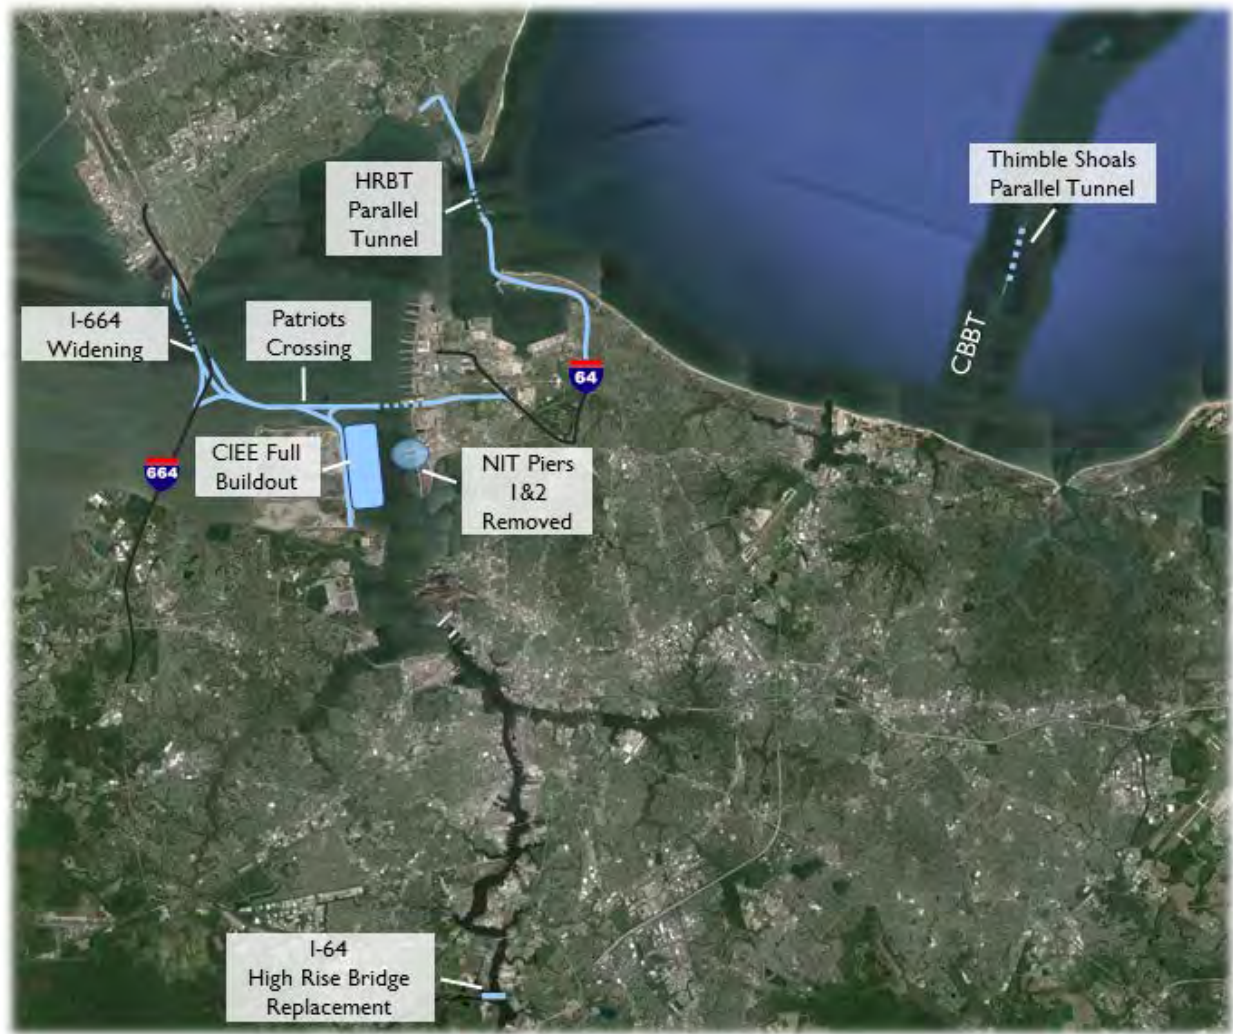 HRBT
Parallel
Tunnel
Thimble Shoals
Parallel Tunnel
I-664
Widening
Patriots
Crossing
CBBT
64
664
CIEE Full
Buildout
NIT Piers
1&2
Removed
I-64
High Rise Bridge
Replacement